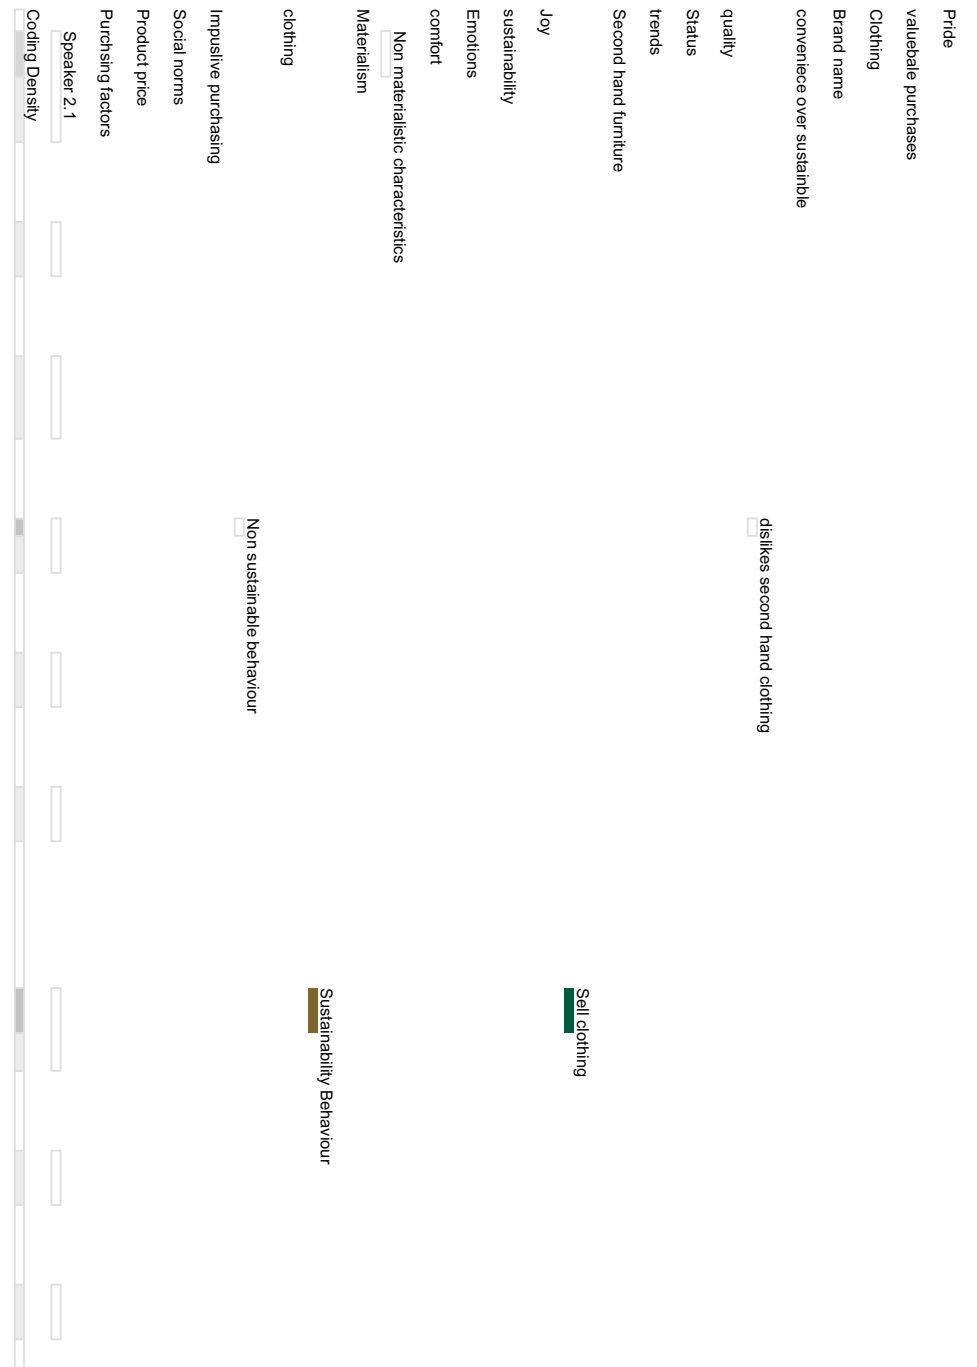 Coding Density
Speaker 2.1
Purchsing factors
Product price
Social norms
Impuslive purchasing
Non sustainable behaviour
clothing
Sustainability Behaviour
Materialism
Non materialistic characteristics
comfort
Emotions
sustainability
Joy
Sell clothing
Second hand furniture
trends
Status
quality
dislikes second hand clothing
conveniece over sustainble
Brand name
Clothing
valuebale purchases
Pride